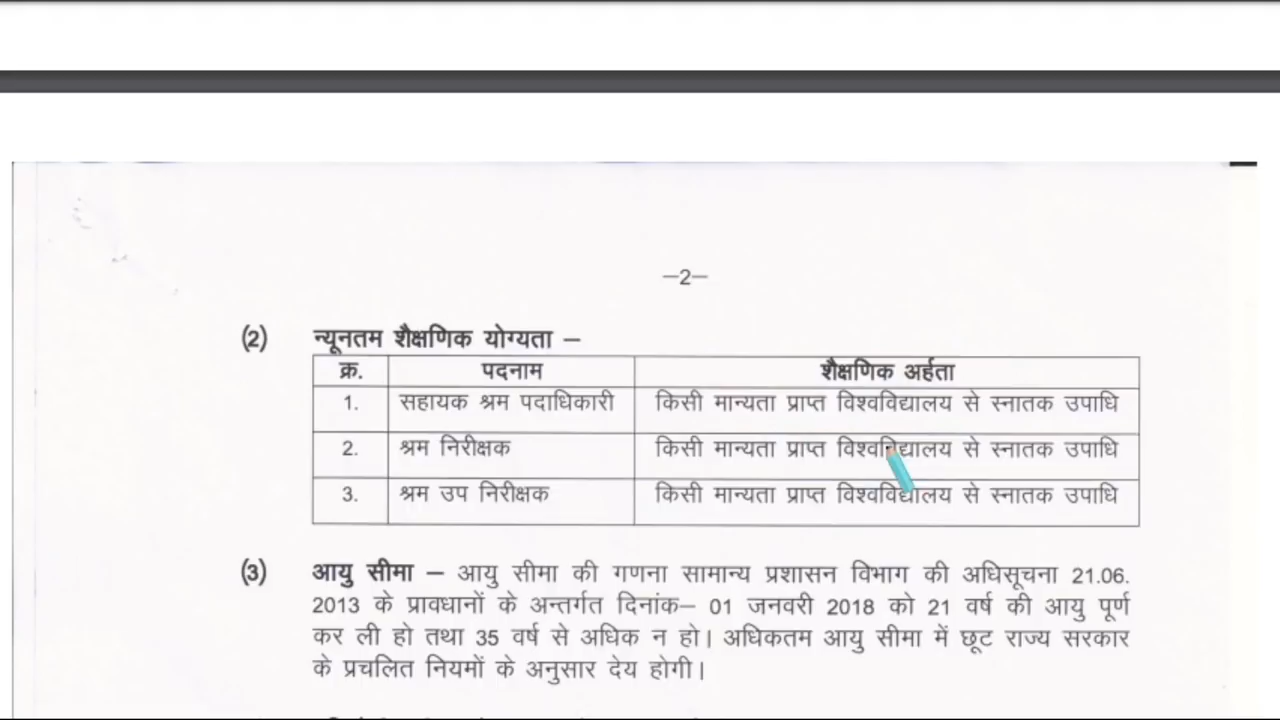 –2–
(2) न्यूनतम शैक्षणिक योग्यता –
क्र. पदनाम शैक्षणिक अर्हता
1. सहायक श्रम पदाधिकारी किसी मान्यता प्राप्त विश्वविद्यालय से स्नातक उपाधि
2. श्रम निरीक्षक किसी मान्यता प्राप्त विश्वविद्यालय से स्नातक उपाधि
3. श्रम उप निरीक्षक किसी मान्यता प्राप्त विश्वविद्यालय से स्नातक उपाधि
(3) आयु सीमा – आयु सीमा की गणना सामान्य प्रशासन विभाग की अधिसूचना 21.06.
2013 के प्रावधानों के अन्तर्गत दिनांक– 01 जनवरी 2018 को 21 वर्ष की आयु पूर्ण
कर ली हो तथा 35 वर्ष से अधिक न हो। अधिकतम आयु सीमा में छूट राज्य सरकार
के प्रचलित नियमों के अनुसार देय होगी।